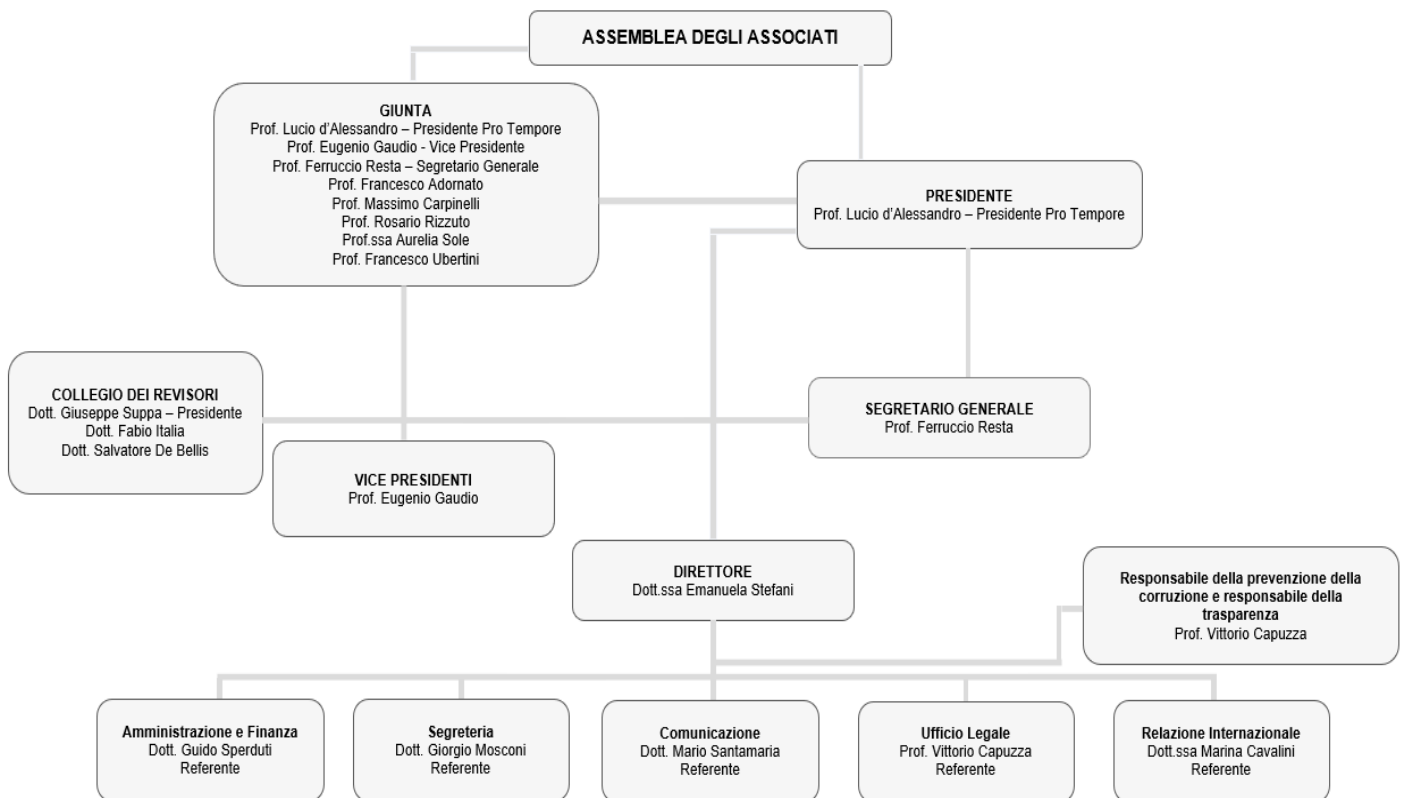 ASSEMBLEA DEGLI ASSOCIATI
GIUNTA
Prof. Lucio d'Alessandro – Presidente Pro Tempore
Prof. Eugenio Gaudio - Vice Presidente
Prof. Ferruccio Resta – Segretario Generale
Prof. Francesco Adornato
Prof. Massimo Carpinelli
Prof. Rosario Rizzuto
Prof.ssa Aurelia Sole
Prof. Francesco Ubertini
PRESIDENTE
Prof. Lucio d'Alessandro – Presidente Pro Tempore
COLLEGIO DEI REVISORI
Dott. Giuseppe Suppa – Presidente
Dott. Fabio Italia
Dott. Salvatore De Bellis
SEGRETARIO GENERALE
Prof. Ferruccio Resta
VICE PRESIDENTI
Prof. Eugenio Gaudio
DIRETTORE
Dott.ssa Emanuela Stefani
Responsabile della prevenzione della
corruzione e responsabile della
trasparenza
Prof. Vittorio Capuzza
Amministrazione e Finanza
Dott. Guido Sperduti
Referente
Segreteria
Dott. Giorgio Mosconi
Referente
Comunicazione
Dott. Mario Santamaria
Referente
Ufficio Legale
Prof. Vittorio Capuzza
Referente
Relazione Internazionale
Dott.ssa Marina Cavalini
Referente